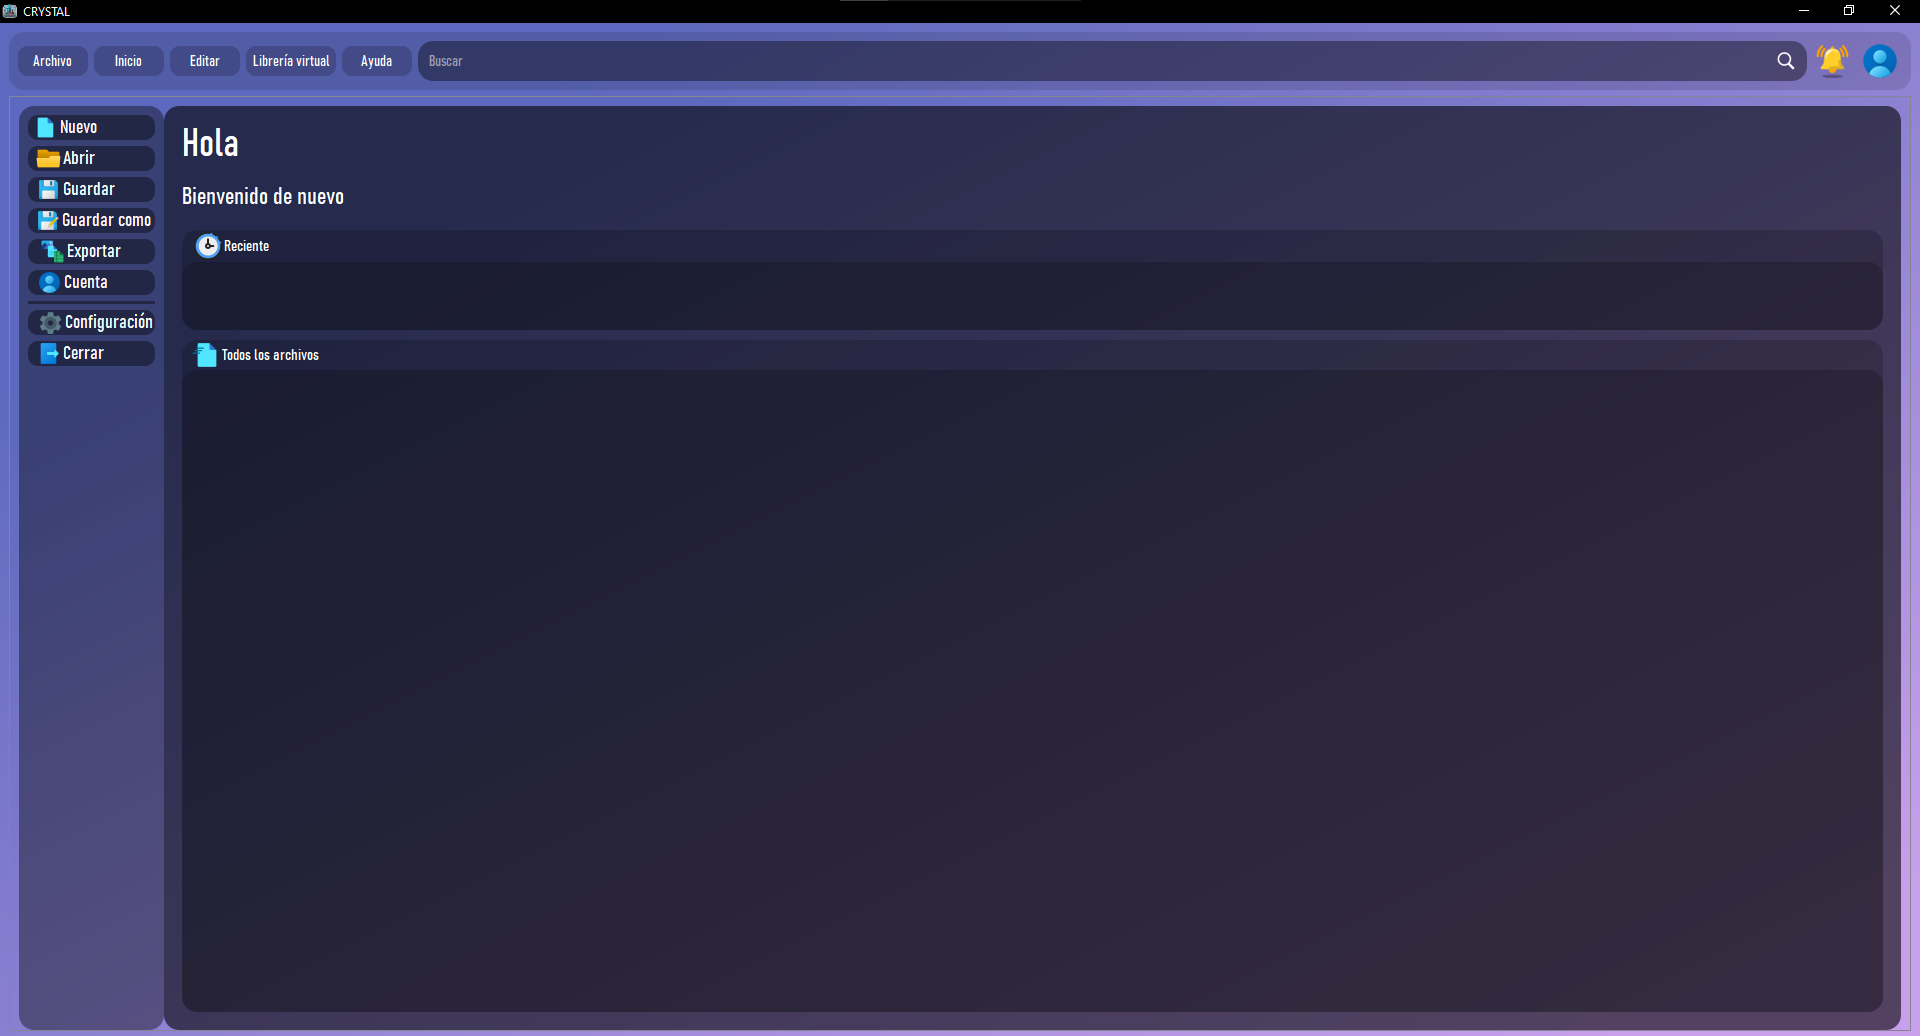 CRYSTAL
Archivo Inicio Editar Librería virtual Ayuda Buscar
Nuevo
Abrir
Guardar
Guardar como
Exportar
Cuenta
Configuración
Cerrar
Hola
Bienvenido de nuevo
Reciente
Todos los archivos